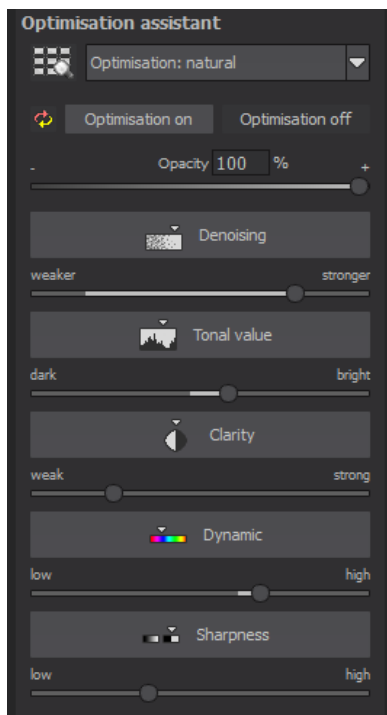 Optimisation assistant
Optimisation: natural
Optimisation on Optimisation off
- Opacity 100 % +
Denoising
weaker stronger
Tonal value
dark bright
Clarity
weak strong
Dynamic
low high
Sharpness
low high